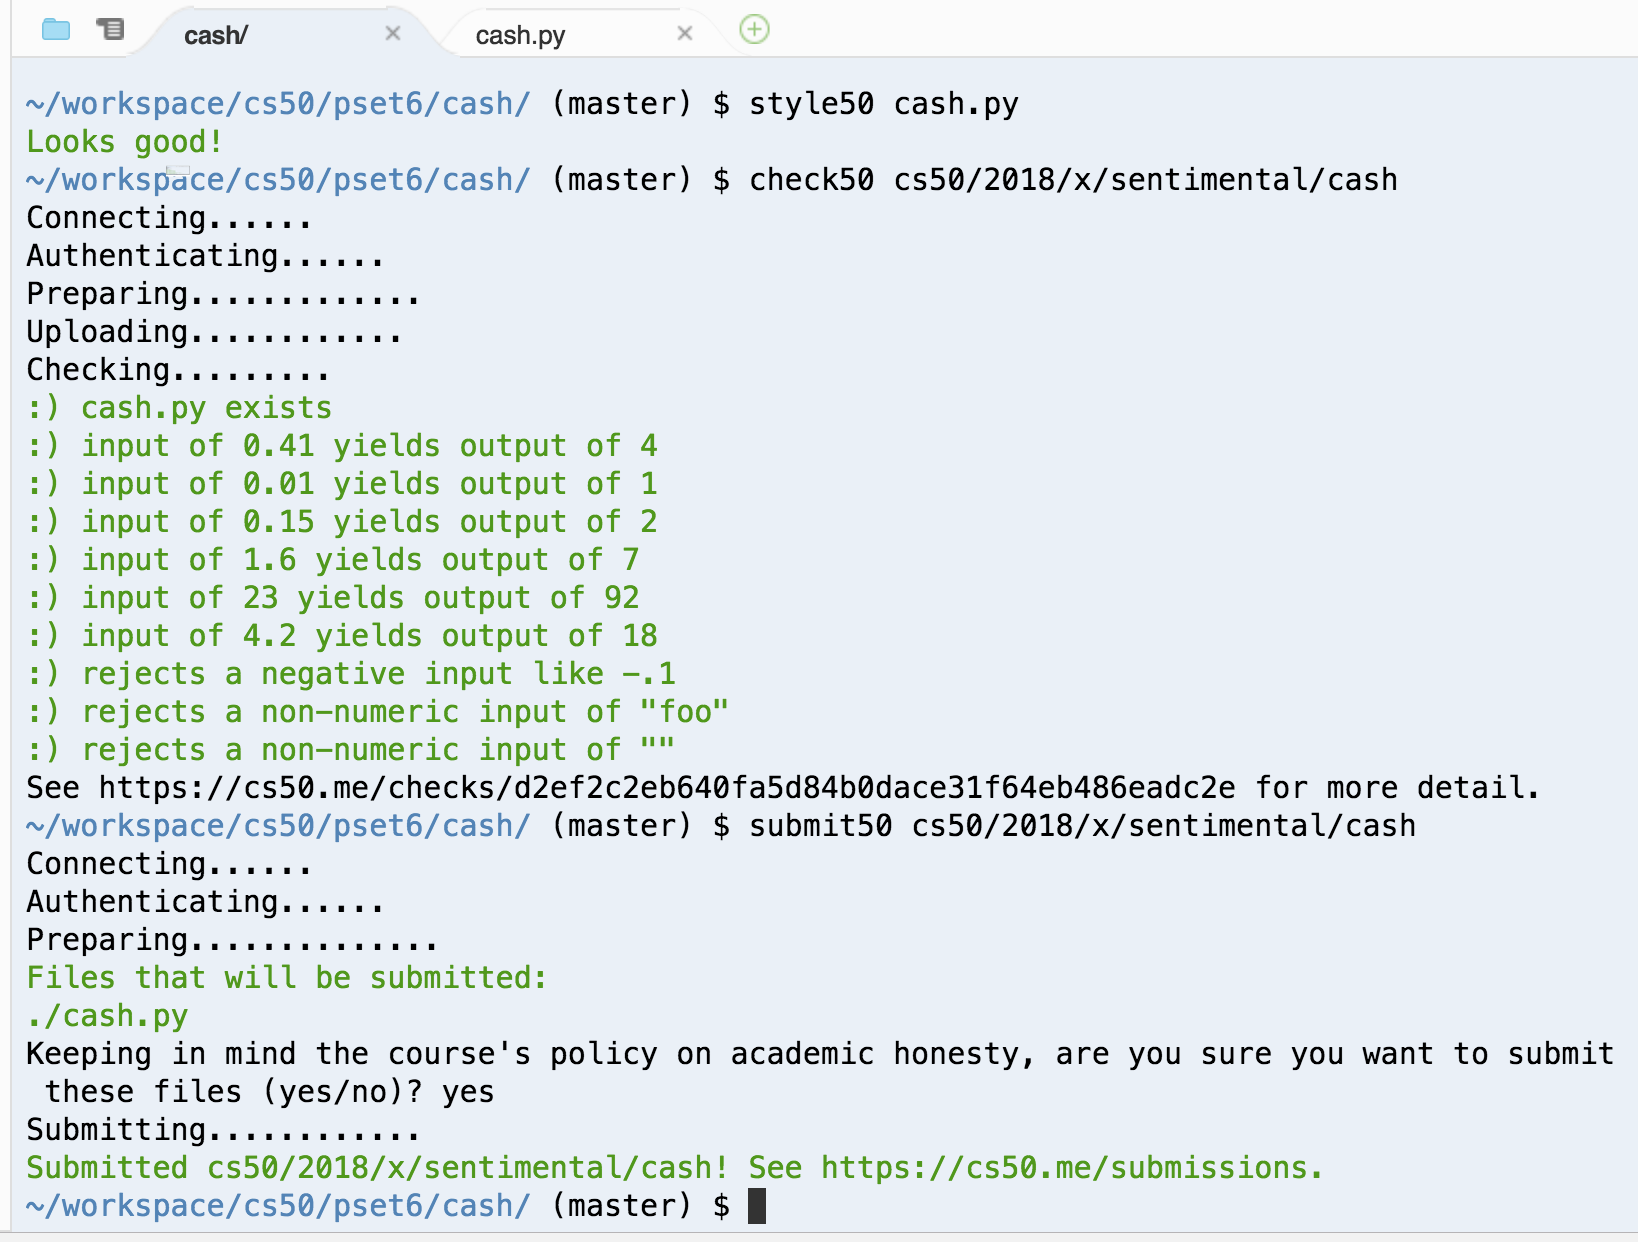 cash/ cash.py
~/workspace/cs50/pset6/cash/ (master) $ style50 cash.py
Looks good!
~/workspace/cs50/pset6/cash/ (master) $ check50 cs50/2018/x/sentimental/cash
Connecting......
Authenticating......
Preparing.............
Uploading............
Checking.........
:) cash.py exists
:) input of 0.41 yields output of 4
:) input of 0.01 yields output of 1
:) input of 0.15 yields output of 2
:) input of 1.6 yields output of 7
:) input of 23 yields output of 92
:) input of 4.2 yields output of 18
:) rejects a negative input like -.1
:) rejects a non-numeric input of "foo"
:) rejects a non-numeric input of ""
See https://cs50.me/checks/d2ef2c2eb640fa5d84b0dace31f64eb486eadc2e for more detail.
~/workspace/cs50/pset6/cash/ (master) $ submit50 cs50/2018/x/sentimental/cash
Connecting......
Authenticating......
Preparing..............
Files that will be submitted:
./cash.py
Keeping in mind the course's policy on academic honesty, are you sure you want to submit
 these files (yes/no)? yes
Submitting............
Submitted cs50/2018/x/sentimental/cash! See https://cs50.me/submissions.
~/workspace/cs50/pset6/cash/ (master) $